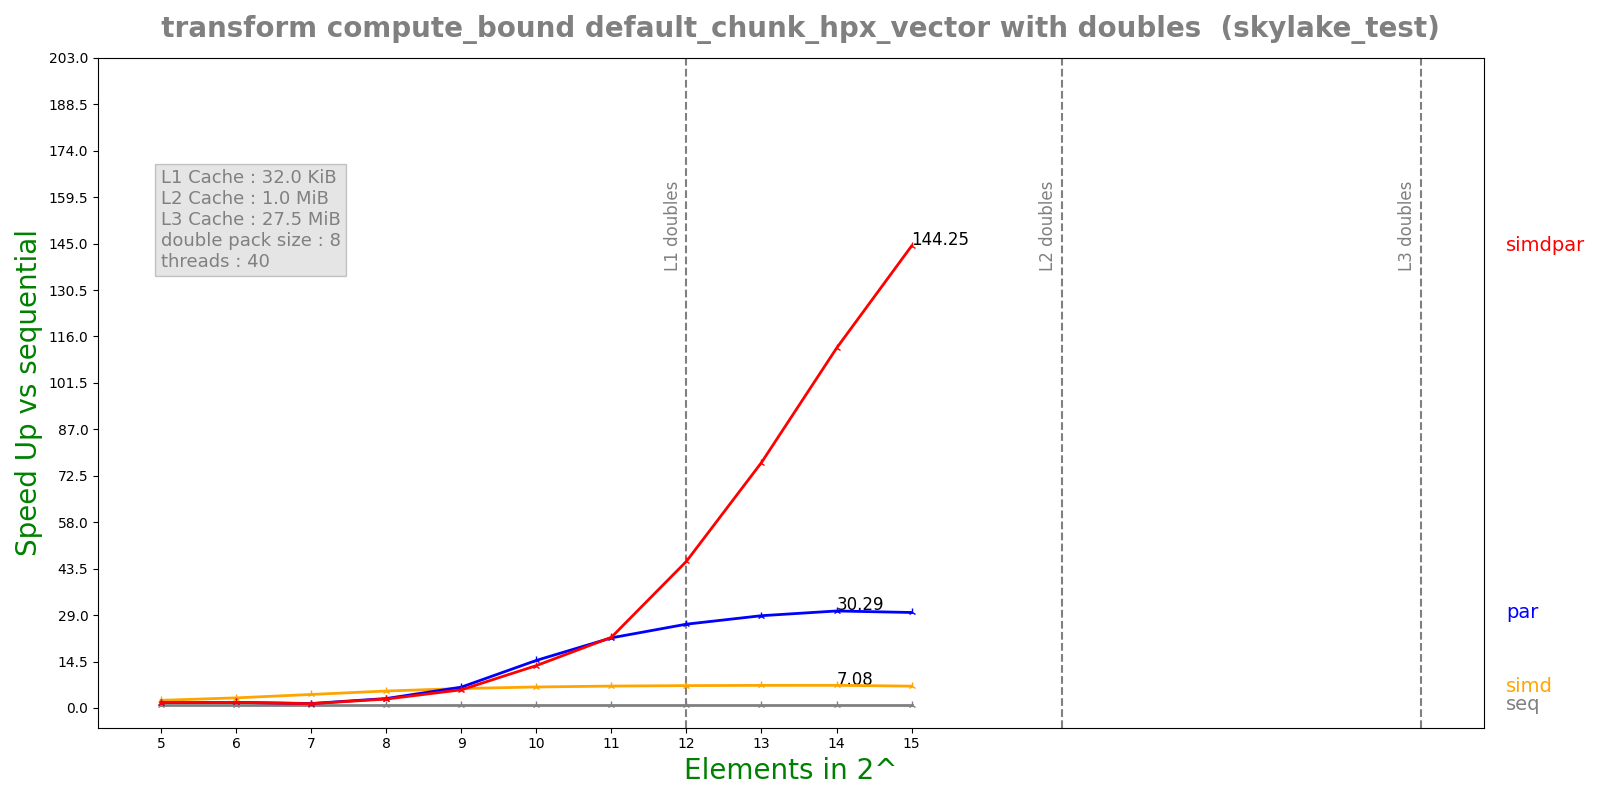 transform compute_bound default_chunk_hpx_vector with doubles (skylake_test)
Speed Up vs sequential
203.0
188.5
174.0
159.5
145.0
130.5
116.0
101.5
87.0
72.5
58.0
43.5
29.0
14.5
0.0
L1 Cache : 32.0 KiB
L2 Cache : 1.0 MiB
L3 Cache : 27.5 MiB
double pack size : 8
threads : 40
L1 doubles
L2 doubles
L3 doubles
144.25
30.29
7.08
simdpar
par
simd
seq
5 6 7 8 9 10 11 12 13 14 15
Elements in 2^